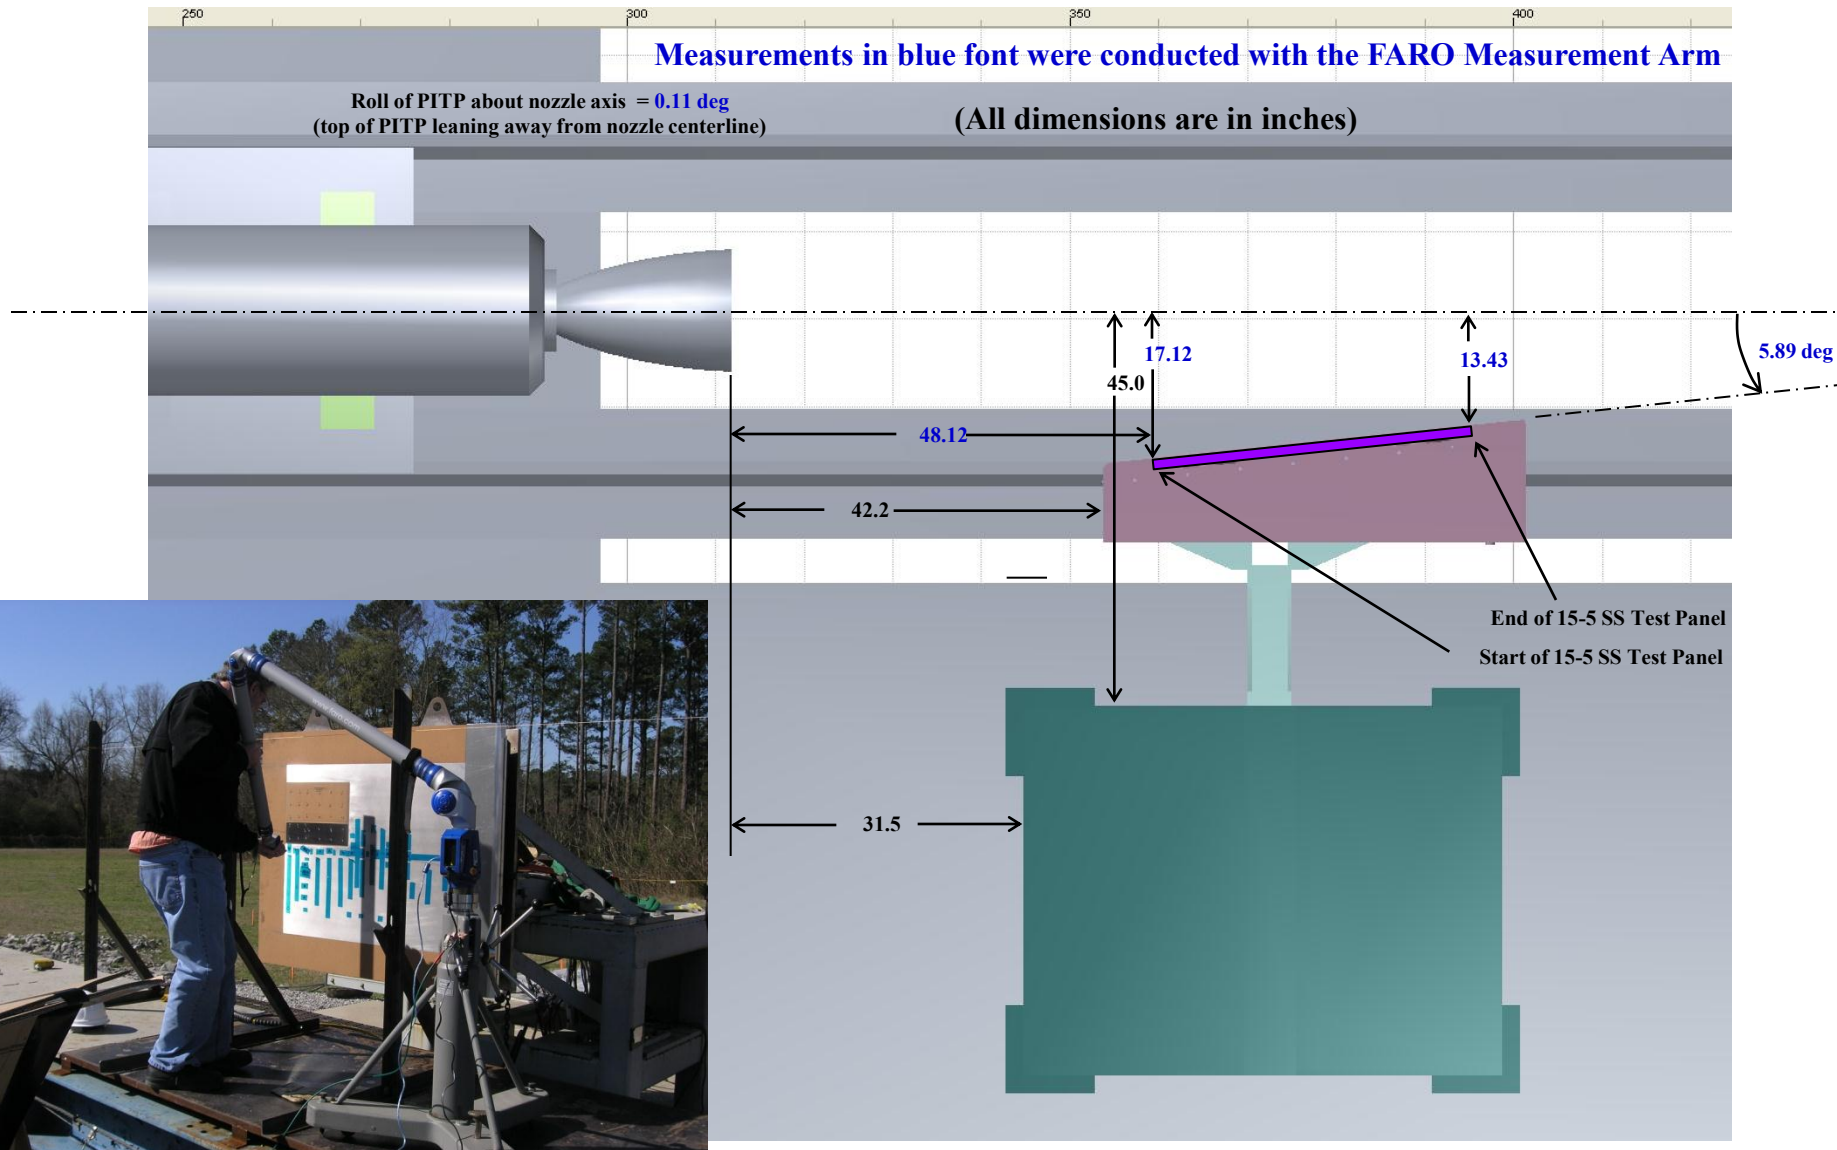 250 300 350 400
Measurements in blue font were conducted with the FARO Measurement Arm
Roll of PITP about nozzle axis = 0.11 deg
(top of PITP leaning away from nozzle centerline)
(All dimensions are in inches)
17.12
13.43
5.89 deg
45.0
48.12
42.2
End of 15-5 SS Test Panel
Start of 15-5 SS Test Panel
31.5